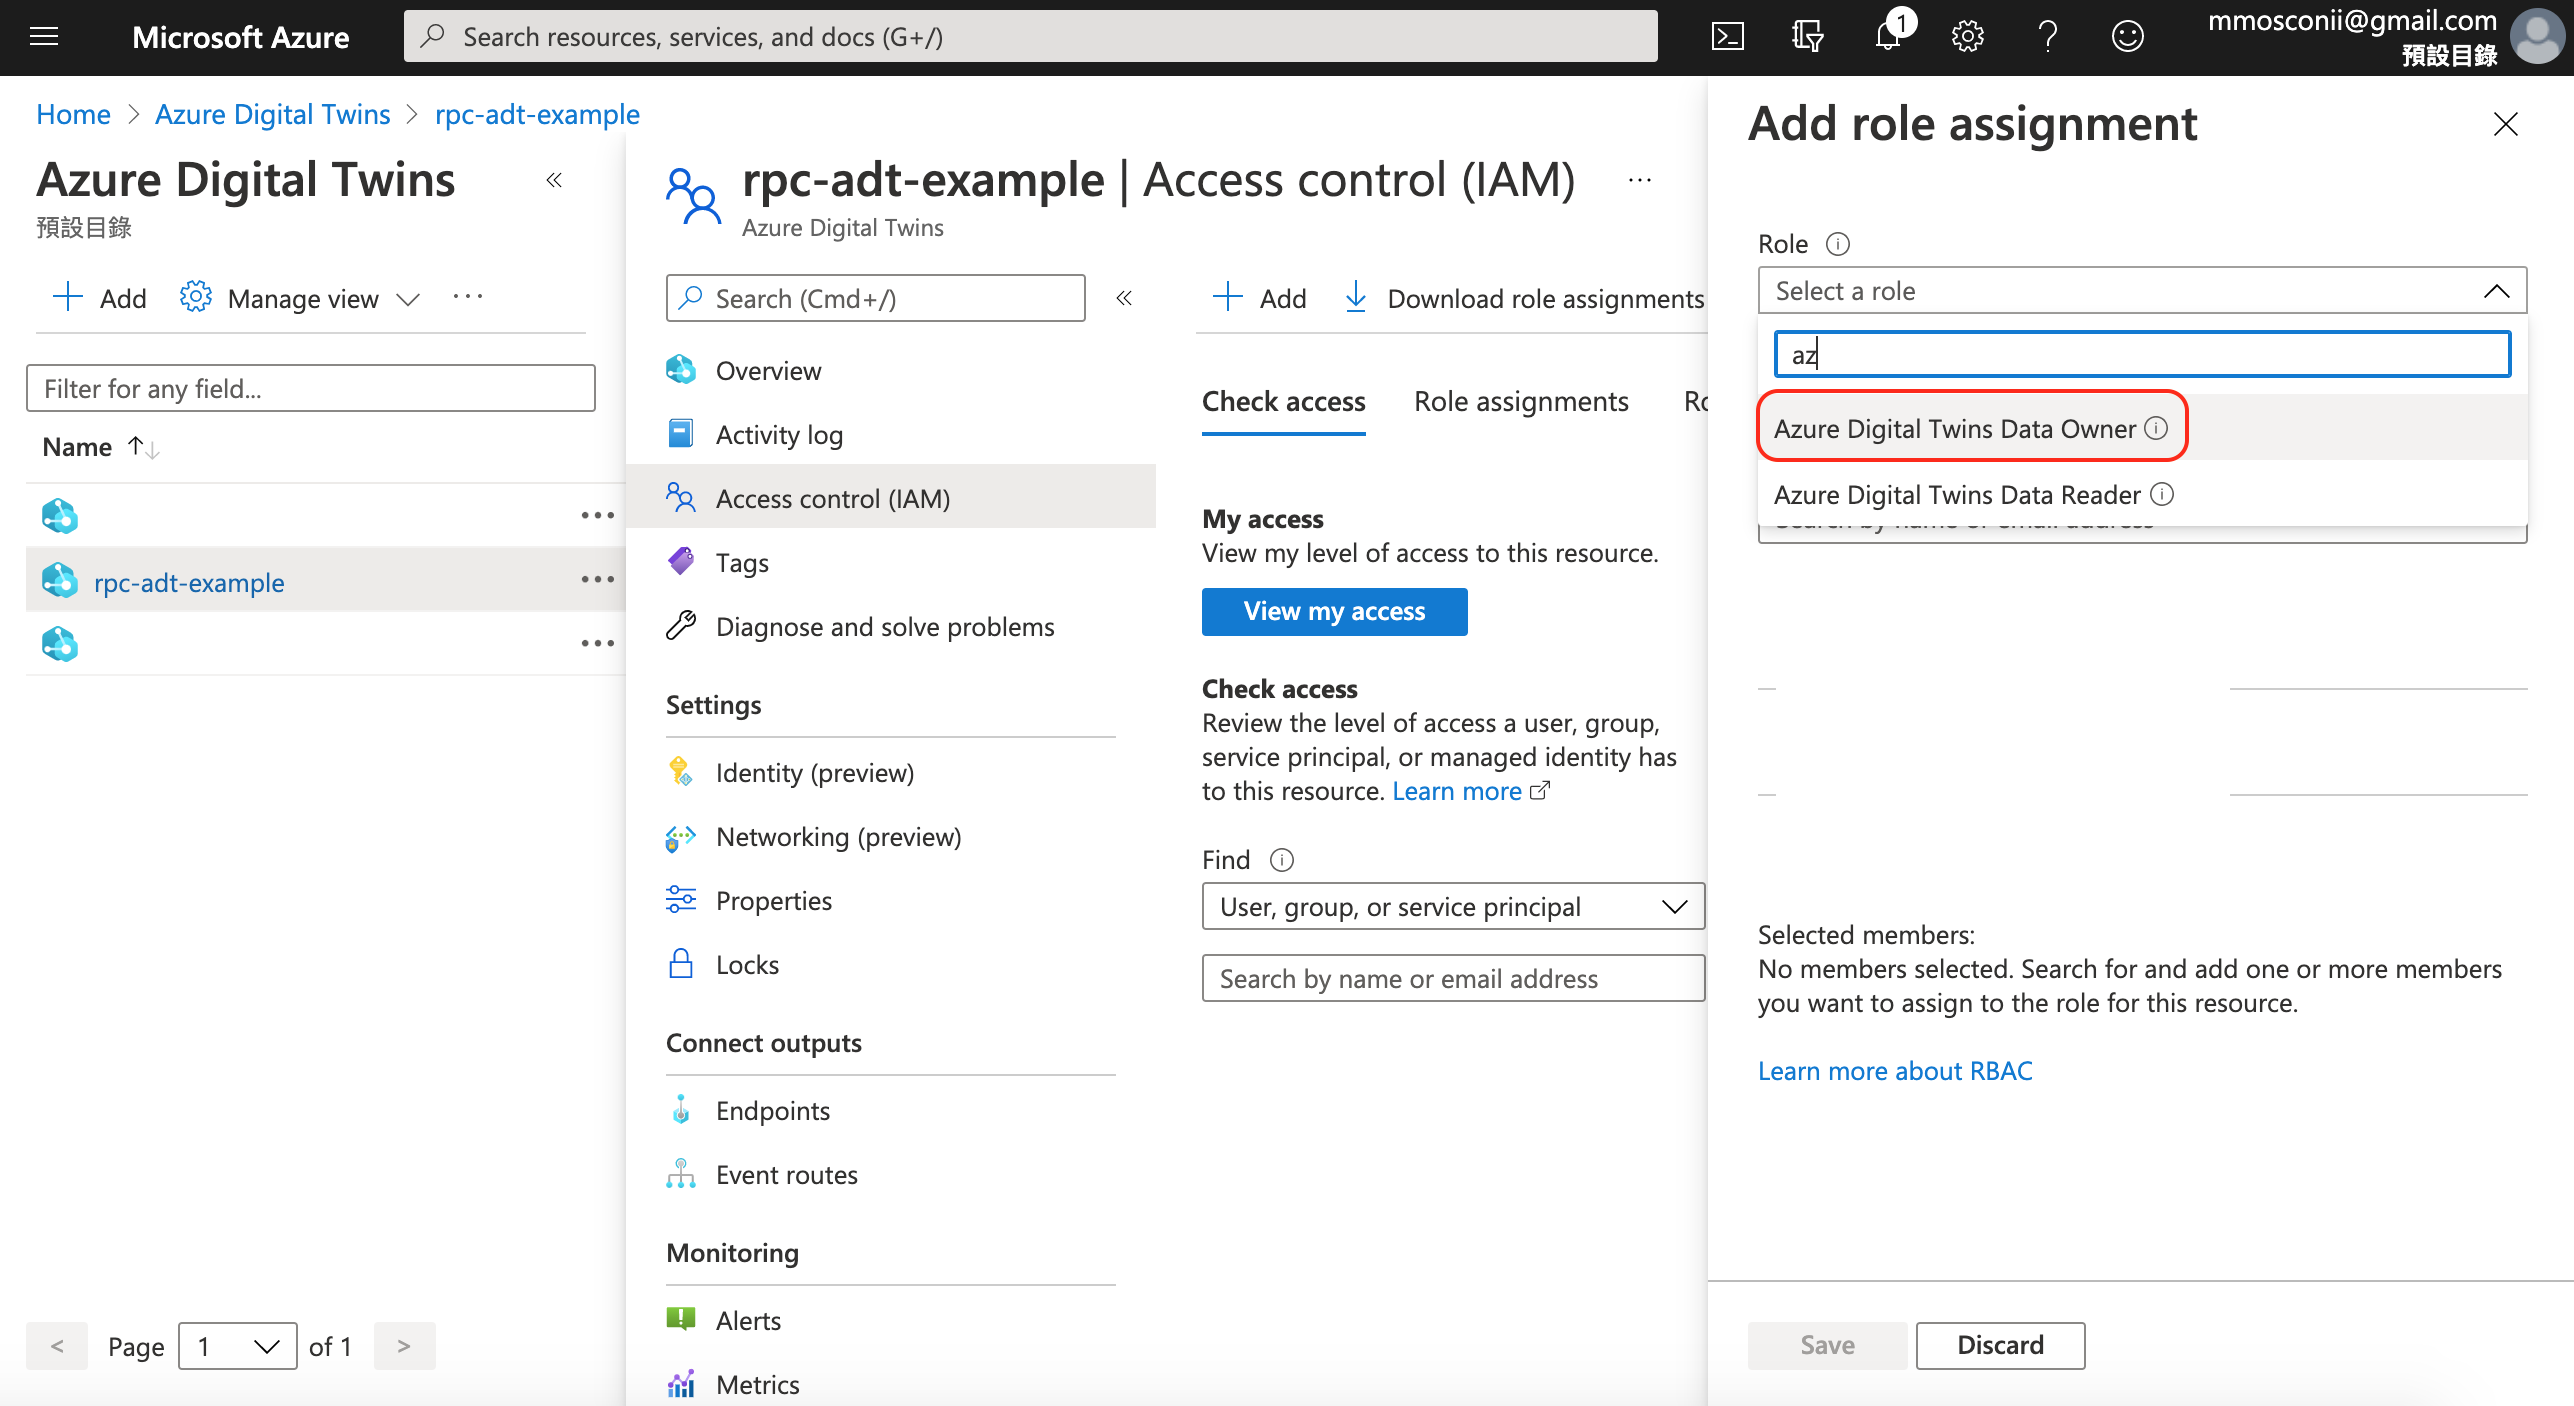 Microsoft Azure
Search resources, services, and docs (G+/)
1
mmosconii@gmail.com
預設目錄
Home > Azure Digital Twins > rpc-adt-example
Azure Digital Twins
預設目錄
Add
Manage view
Filter for any field...
Name
rpc-adt-example
< Page 1 of 1 >
rpc-adt-example | Access control (IAM)
Azure Digital Twins
Search (Cmd+/)
Overview
Activity log
Access control (IAM)
Tags
Diagnose and solve problems
Settings
Identity (preview)
Networking (preview)
Properties
Locks
Connect outputs
Endpoints
Event routes
Monitoring
Alerts
Metrics
Add
Download role assignments
Check access
Role assignments
Ro
My access
View my level of access to this resource.
View my access
Check access
Review the level of access a user, group,
service principal, or managed identity has
to this resource. Learn more
Find
User, group, or service principal
Search by name or email address
Add role assignment
Role
Select a role
az
Azure Digital Twins Data Owner
Azure Digital Twins Data Reader
Search by name or email address
Selected members:
No members selected. Search for and add one or more members
you want to assign to the role for this resource.
Learn more about RBAC
Save
Discard